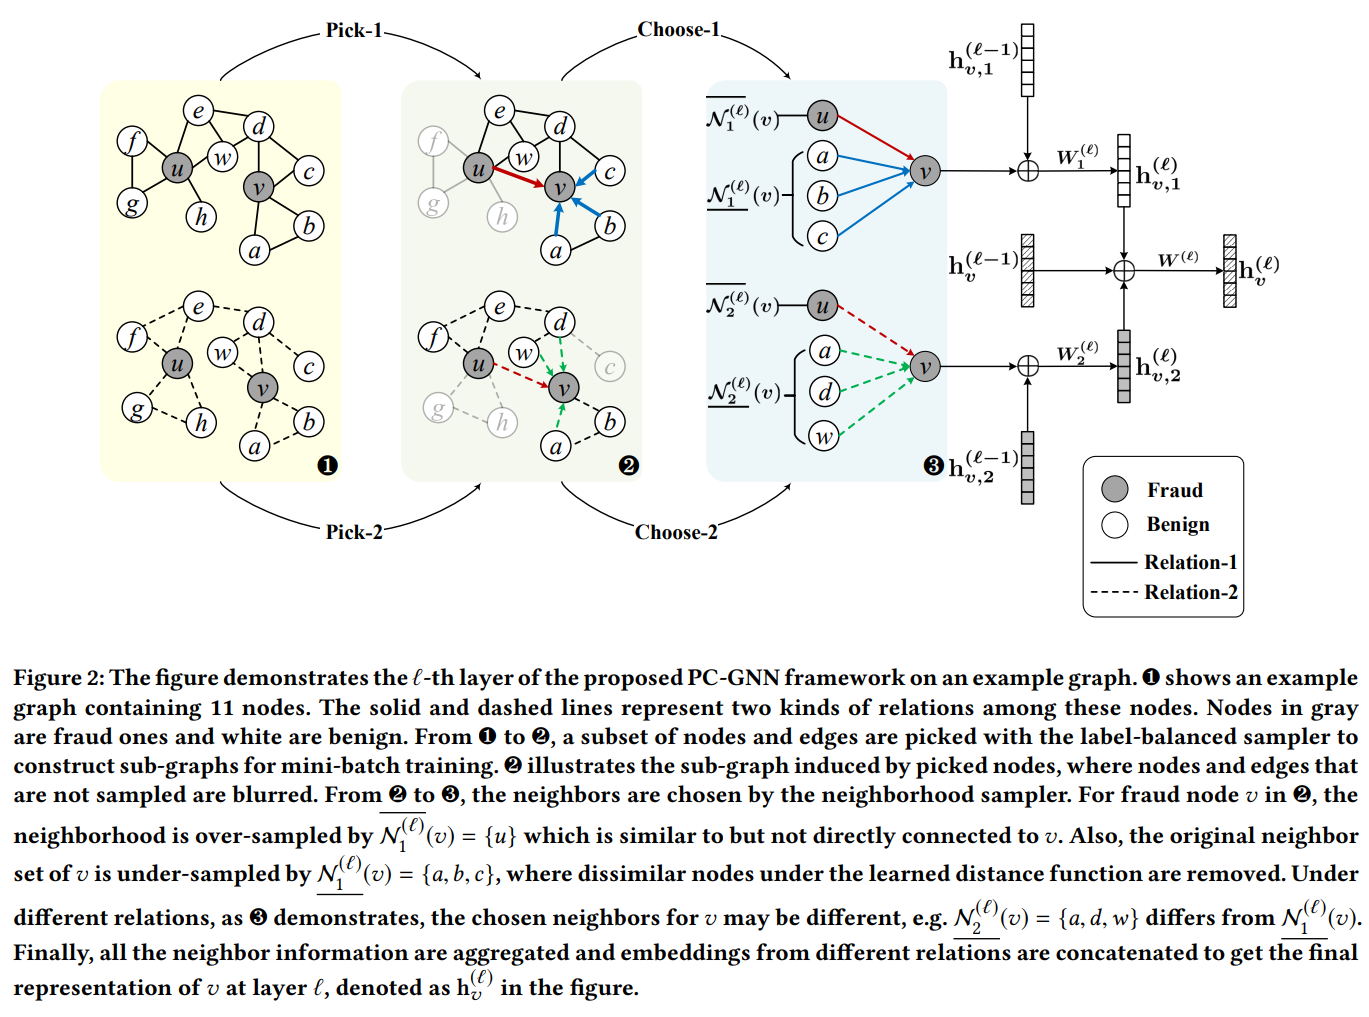 Pick-1
Choose-1
e
f
d
w
u
c
v
g
h
b
a
e
f
d
w
u
c
v
g
h
b
a
❶
e
f
d
w
u
c
v
g
h
b
a
e
f
d
w
u
c
v
g
h
b
a
❷
$\overline{\mathcal{N}_1^{(\ell)}}(v)$
u
a
$\underline{\mathcal{N}_1^{(\ell)}}(v)$
b
c
v
$\overline{\mathcal{N}_2^{(\ell)}}(v)$
u
a
$\underline{\mathcal{N}_2^{(\ell)}}(v)$
d
w
v
❸
Pick-2
Choose-2
$\mathbf{h}_{v,1}^{(\ell-1)}$
$W_1^{(\ell)}$
$\mathbf{h}_{v,1}^{(\ell)}$
$\mathbf{h}_v^{(\ell-1)}$
$W^{(\ell)}$
$\mathbf{h}_v^{(\ell)}$
$W_2^{(\ell)}$
$\mathbf{h}_{v,2}^{(\ell)}$
$\mathbf{h}_{v,2}^{(\ell-1)}$
Fraud
Benign
Relation-1
Relation-2
Figure 2: The figure demonstrates the ℓ-th layer of the proposed PC-GNN framework on an example graph. ❶ shows an example
graph containing 11 nodes. The solid and dashed lines represent two kinds of relations among these nodes. Nodes in gray
are fraud ones and white are benign. From ❶ to ❷, a subset of nodes and edges are picked with the label-balanced sampler to
construct sub-graphs for mini-batch training. ❷ illustrates the sub-graph induced by picked nodes, where nodes and edges that
are not sampled are blurred. From ❷ to ❸, the neighbors are chosen by the neighborhood sampler. For fraud node v in ❷, the
neighborhood is over-sampled by $\overline{\mathcal{N}_1^{(\ell)}}(v)$ = {u} which is similar to but not directly connected to v. Also, the original neighbor
set of v is under-sampled by $\underline{\mathcal{N}_1^{(\ell)}}(v)$ = {a, b, c}, where dissimilar nodes under the learned distance function are removed. Under
different relations, as ❸ demonstrates, the chosen neighbors for v may be different, e.g. $\underline{\mathcal{N}_2^{(\ell)}}(v)$ = {a, d, w} differs from $\underline{\mathcal{N}_1^{(\ell)}}(v)$.
Finally, all the neighbor information are aggregated and embeddings from different relations are concatenated to get the final
representation of v at layer ℓ, denoted as $\mathbf{h}_v^{(\ell)}$ in the figure.